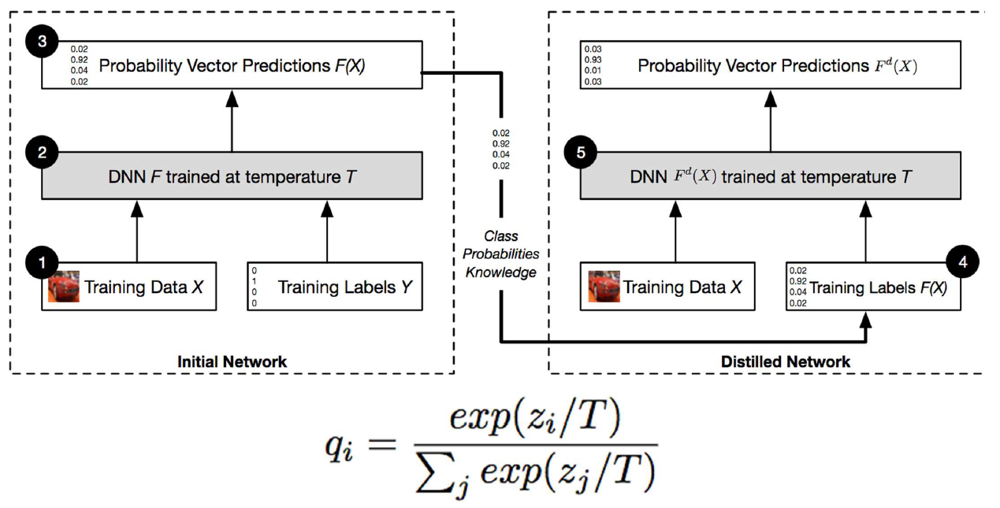 3
0.02
0.92
0.04
0.02
Probability Vector Predictions F(X)
2
DNN F trained at temperature T
1
Training Data X
0
1
0
0
Training Labels Y
Initial Network
0.02
0.92
0.04
0.02
Class
Probabilities
Knowledge
0.03
0.93
0.01
0.03
Probability Vector Predictions F^d(X)
5
DNN F^d(X) trained at temperature T
Training Data X
4
0.02
0.92
0.04
0.02
Training Labels F(X)
Distilled Network
q_i = exp(z_i/T) / ∑_j exp(z_j/T)